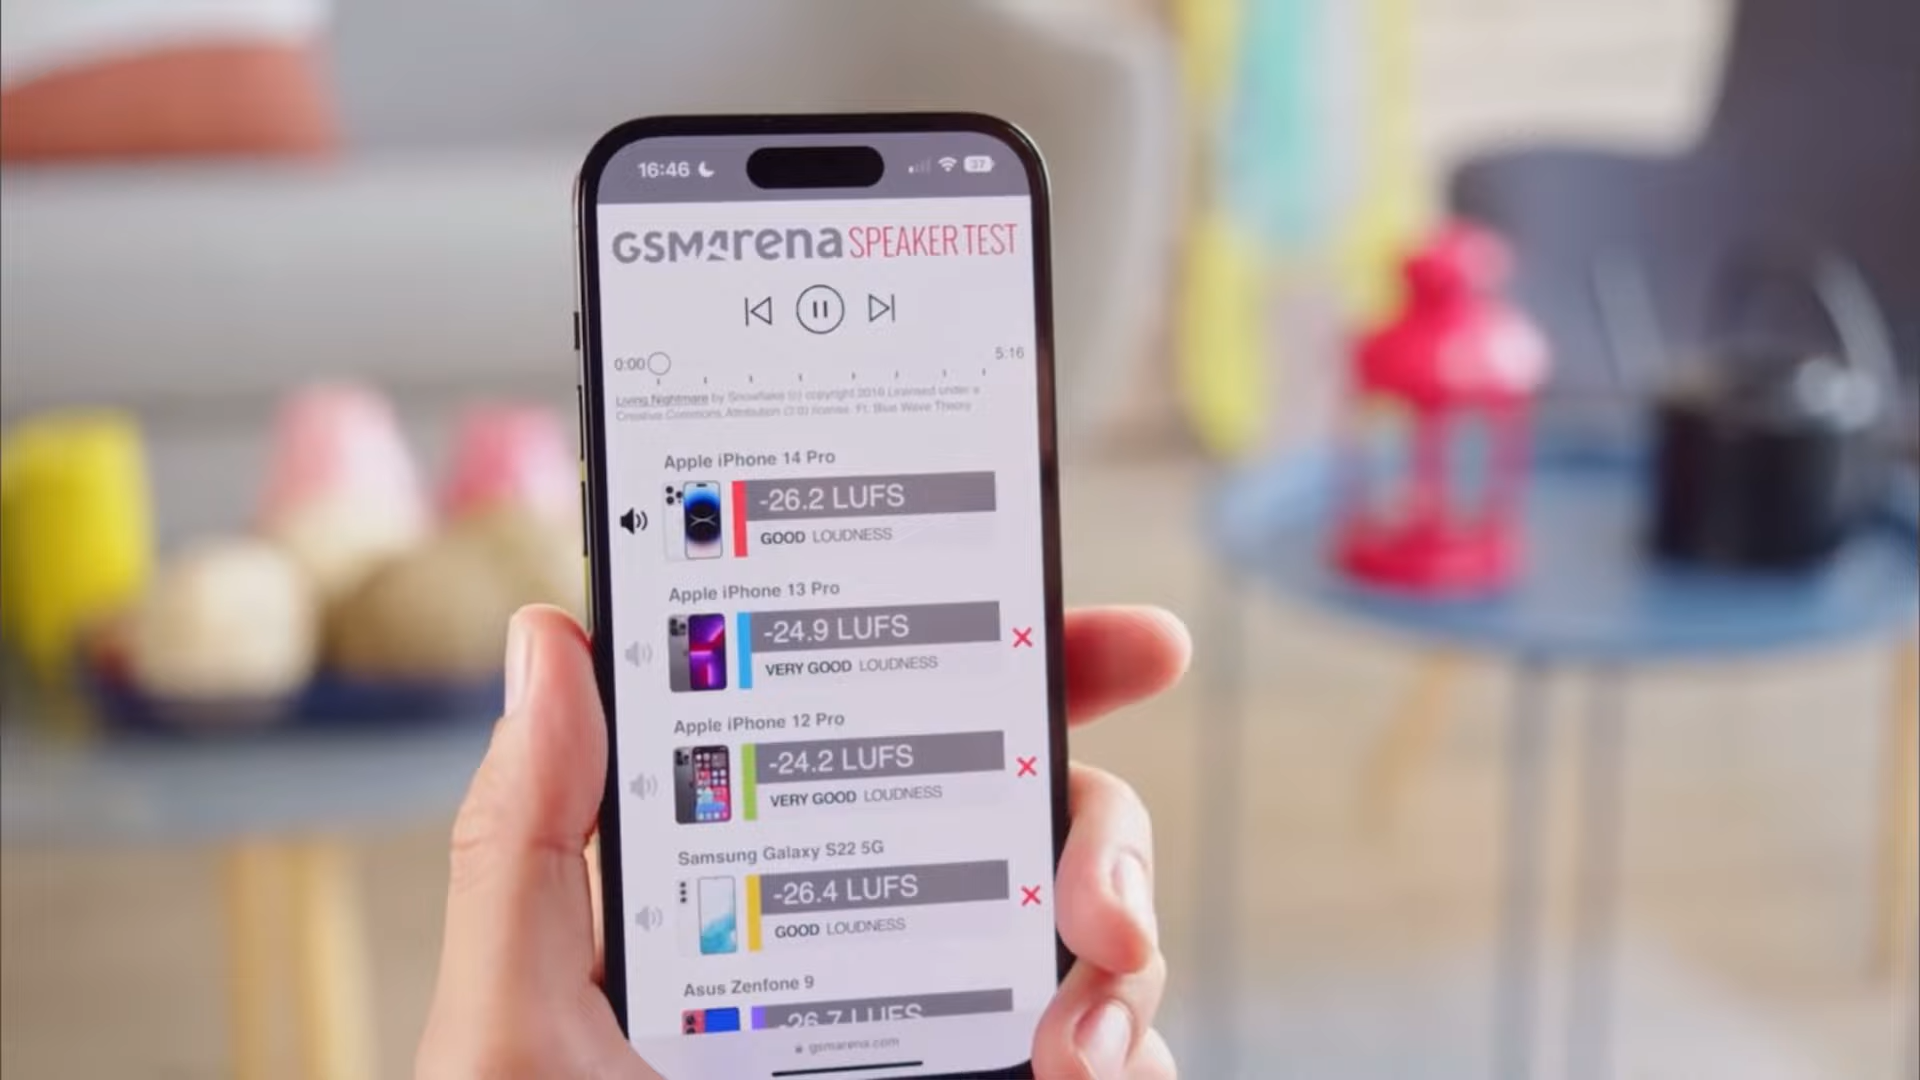 16:46
37
GSMArena SPEAKER TEST
0:00
5:16
Living Nightmare by Snowflake (c) copyright 2016 Licensed under a
Creative Commons Attribution (3.0) license. Ft: Blue Wave Theory
Apple iPhone 14 Pro
-26.2 LUFS
GOOD LOUDNESS
Apple iPhone 13 Pro
-24.9 LUFS
VERY GOOD LOUDNESS
Apple iPhone 12 Pro
-24.2 LUFS
VERY GOOD LOUDNESS
Samsung Galaxy S22 5G
-26.4 LUFS
GOOD LOUDNESS
Asus Zenfone 9
-26.7 LUFS
gsmarena.com